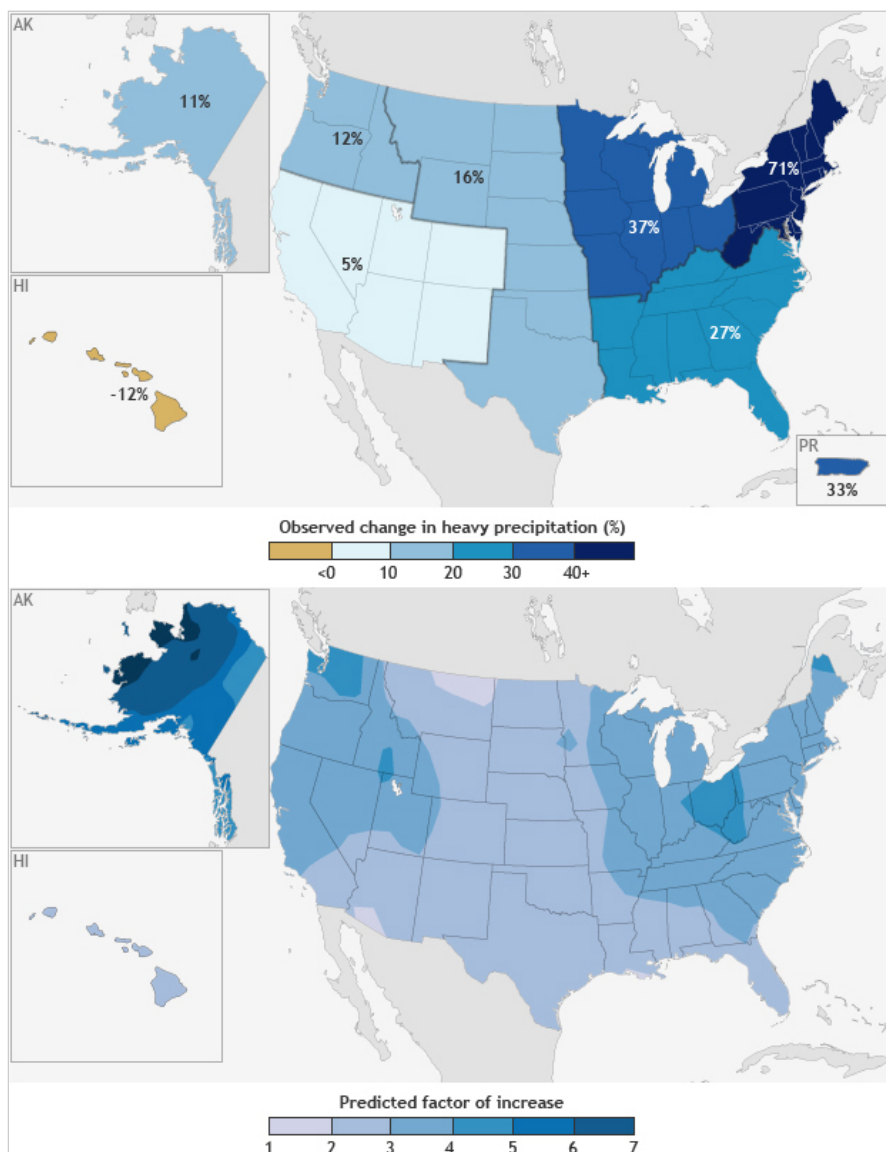 AK
11%
12%
16%
71%
37%
5%
HI
27%
-12%
PR
33%
Observed change in heavy precipitation (%)
<0 10 20 30 40+
AK
HI
Predicted factor of increase
1 2 3 4 5 6 7